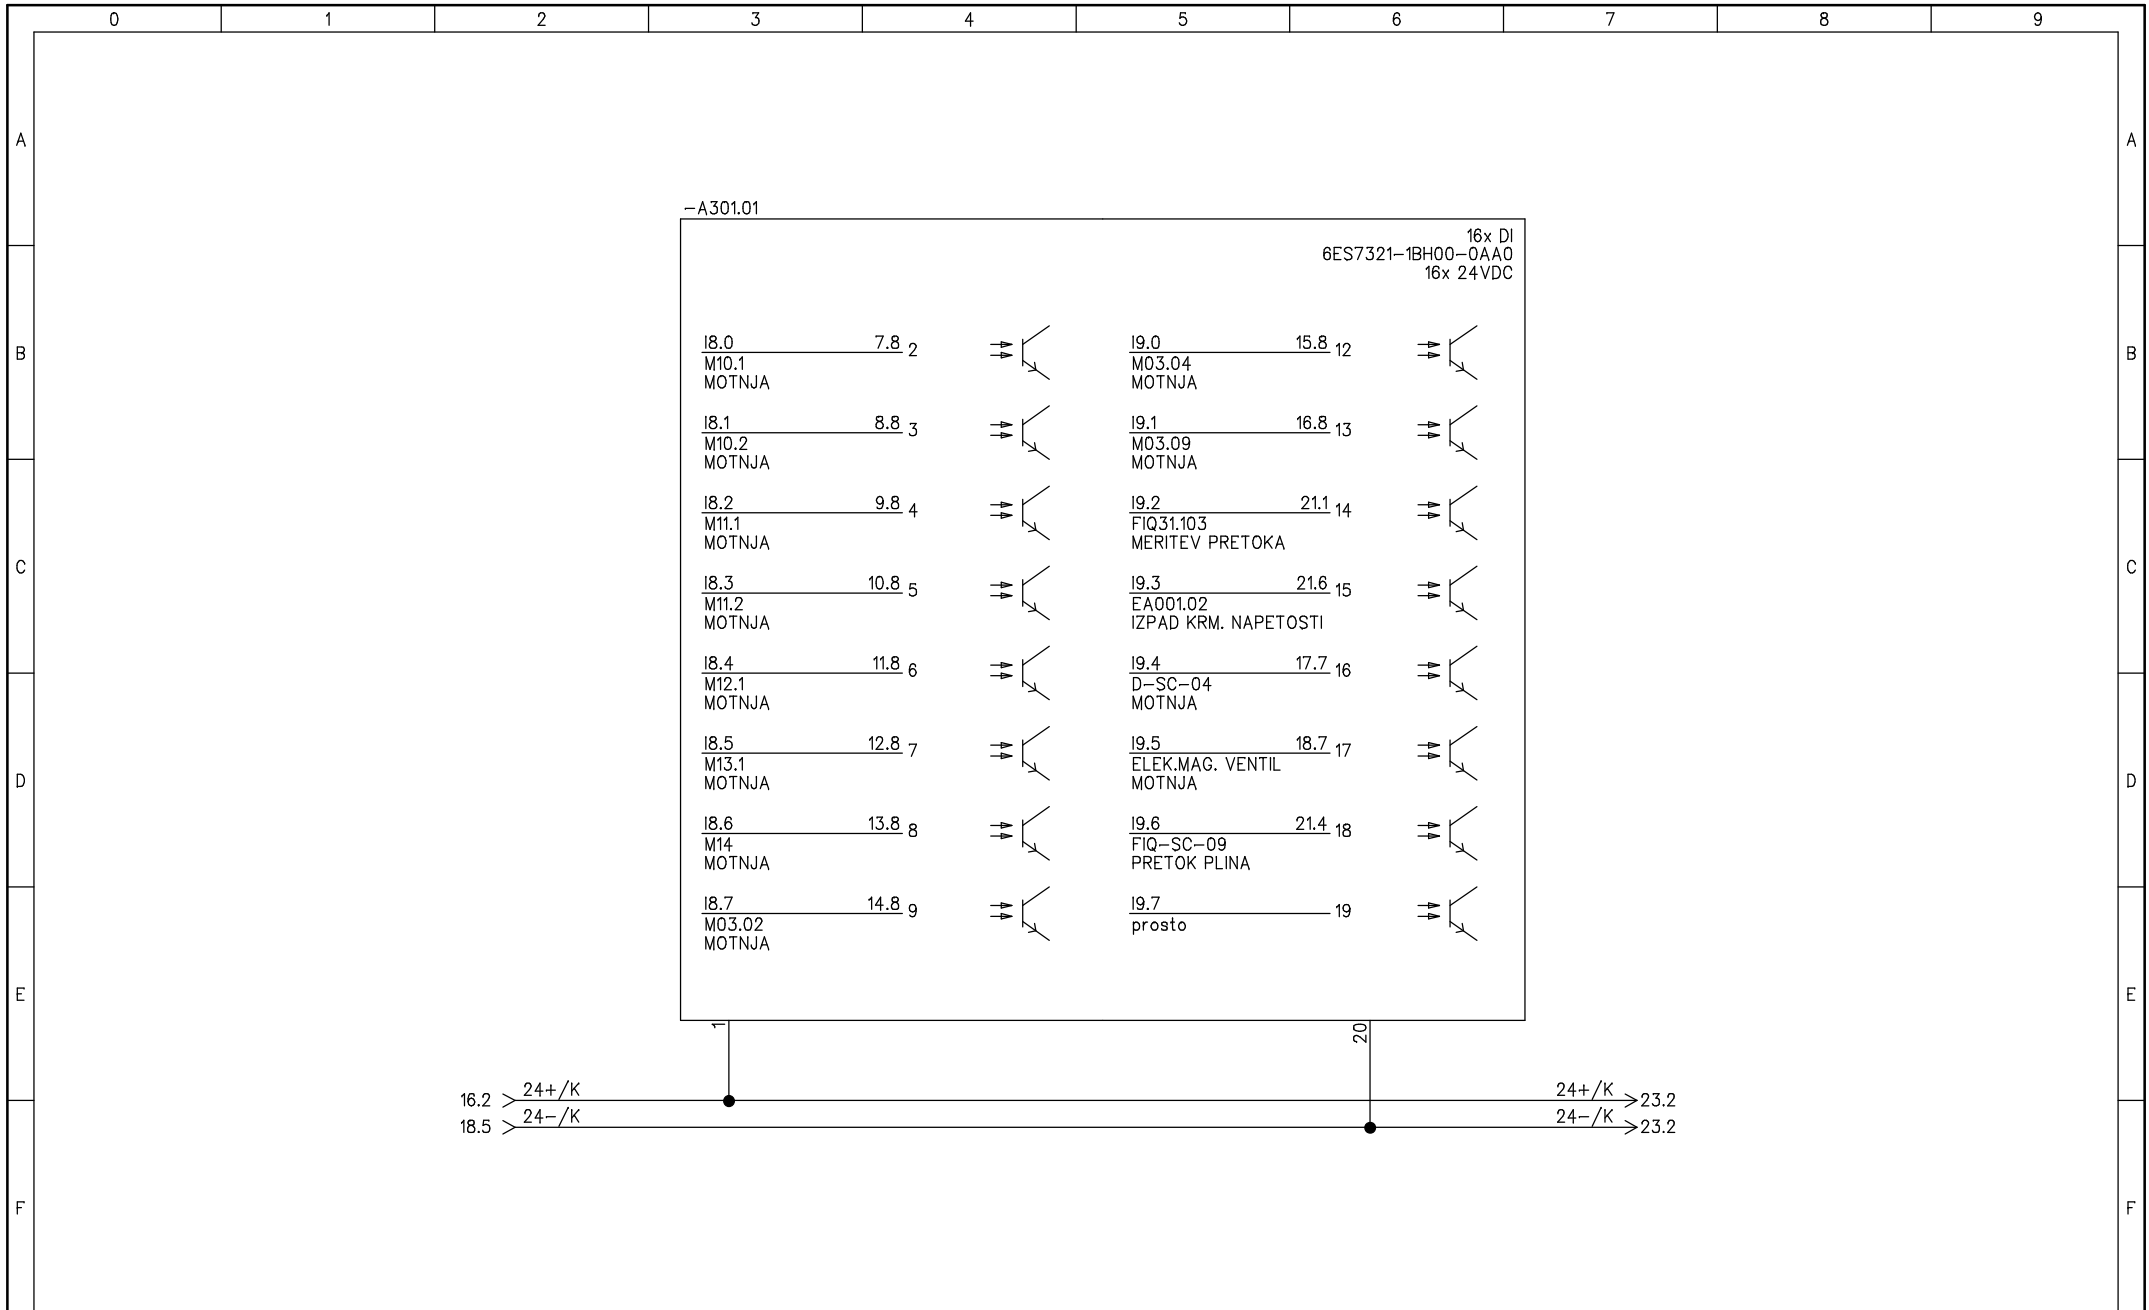 0 1 2 3 4 5 6 7 8 9
A A
-A301.01
16x DI
B B
6ES7321-1BH00-0AA0
16x 24VDC
I8.0 7.8 2
M10.1
MOTNJA
I8.1 8.8 3
M10.2
MOTNJA
I8.2 9.8 4
M11.1
MOTNJA
I8.3 10.8 5
M11.2
MOTNJA
I8.4 11.8 6
M12.1
MOTNJA
I8.5 12.8 7
M13.1
MOTNJA
I8.6 13.8 8
M14
MOTNJA
I8.7 14.8 9
M03.02
MOTNJA
I9.0 15.8 12
M03.04
MOTNJA
I9.1 16.8 13
M03.09
MOTNJA
I9.2 21.1 14
FIQ31.103
MERITEV PRETOKA
I9.3 21.6 15
EA001.02
IZPAD KRM. NAPETOSTI
I9.4 17.7 16
D-SC-04
MOTNJA
I9.5 18.7 17
ELEK.MAG. VENTIL
MOTNJA
I9.6 21.4 18
FIQ-SC-09
PRETOK PLINA
I9.7 19
prosto
C C
D D
E E
1 20
16.2 24+/K 24+/K 23.2
18.5 24-/K 24-/K 23.2
F F